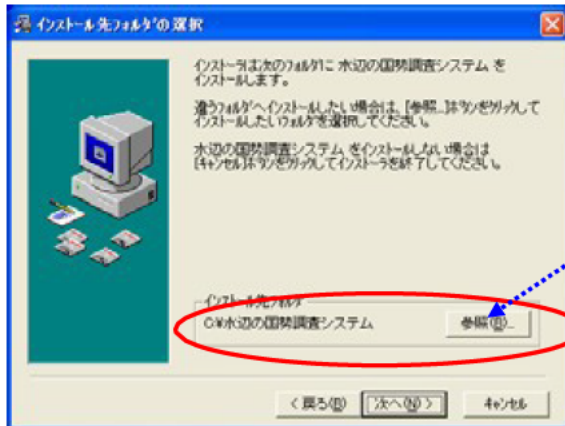 インストール先フォルダの選択
インストーラは次のフォルダに 水辺の国勢調査システム を
インストールします。
違うフォルダへインストールしたい場合は、[参照...]ボタンをクリックして
インストールしたいフォルダを選択してください。
水辺の国勢調査システム をインストールしない場合は
[キャンセル]ボタンをクリックしてインストーラを終了してください。
インストール先フォルダ
C:¥水辺の国勢調査システム
参照(R)...
< 戻る(B)
次へ(N) >
キャンセル